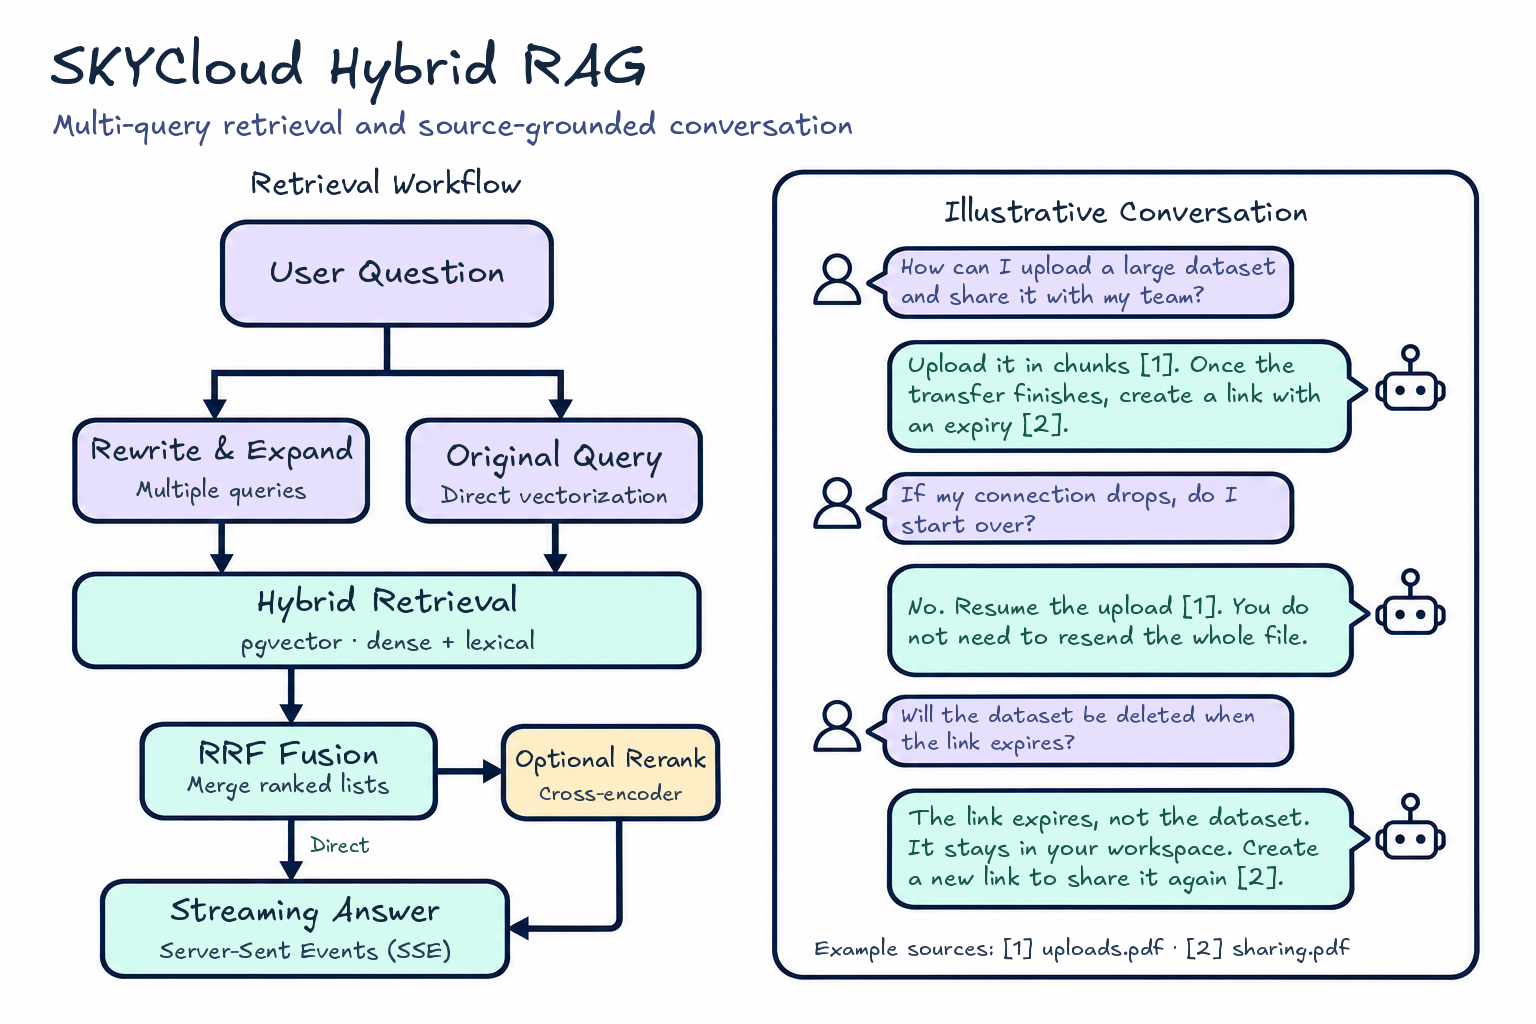 SKYCloud Hybrid RAG
Multi-query retrieval and source-grounded conversation
Retrieval Workflow
User Question
Rewrite & Expand
Multiple queries
Original Query
Direct vectorization
Hybrid Retrieval
pgvector · dense + lexical
RRF Fusion
Merge ranked lists
Optional Rerank
Cross-encoder
Direct
Streaming Answer
Server-Sent Events (SSE)
Illustrative Conversation
How can I upload a large dataset
and share it with my team?
Upload it in chunks [1]. Once the
transfer finishes, create a link with
an expiry [2].
If my connection drops, do I
start over?
No. Resume the upload [1]. You do
not need to resend the whole file.
Will the dataset be deleted when
the link expires?
The link expires, not the dataset.
It stays in your workspace. Create
a new link to share it again [2].
Example sources: [1] uploads.pdf · [2] sharing.pdf